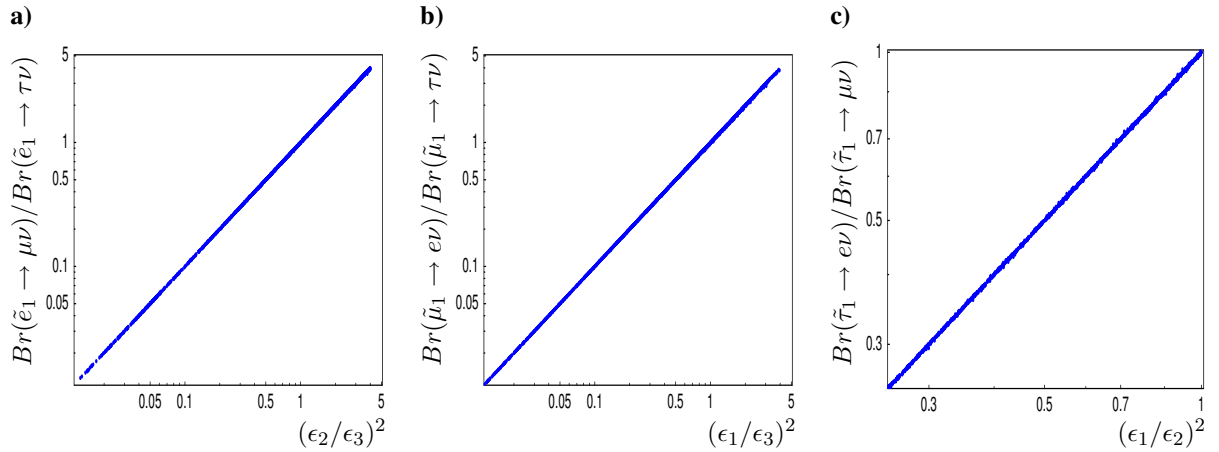 a)
Br(ẽ₁ → μν)/Br(ẽ₁ → τν)
5
1
0.5
0.1
0.05
0.05 0.1 0.5 1 5
(ϵ₂/ϵ₃)²
b)
Br(μ̃₁ → eν)/Br(μ̃₁ → τν)
5
1
0.5
0.1
0.05
0.05 0.1 0.5 1 5
(ϵ₁/ϵ₃)²
c)
Br(τ̃₁ → eν)/Br(τ̃₁ → μν)
1
0.7
0.5
0.3
0.3 0.5 0.7 1
(ϵ₁/ϵ₂)²